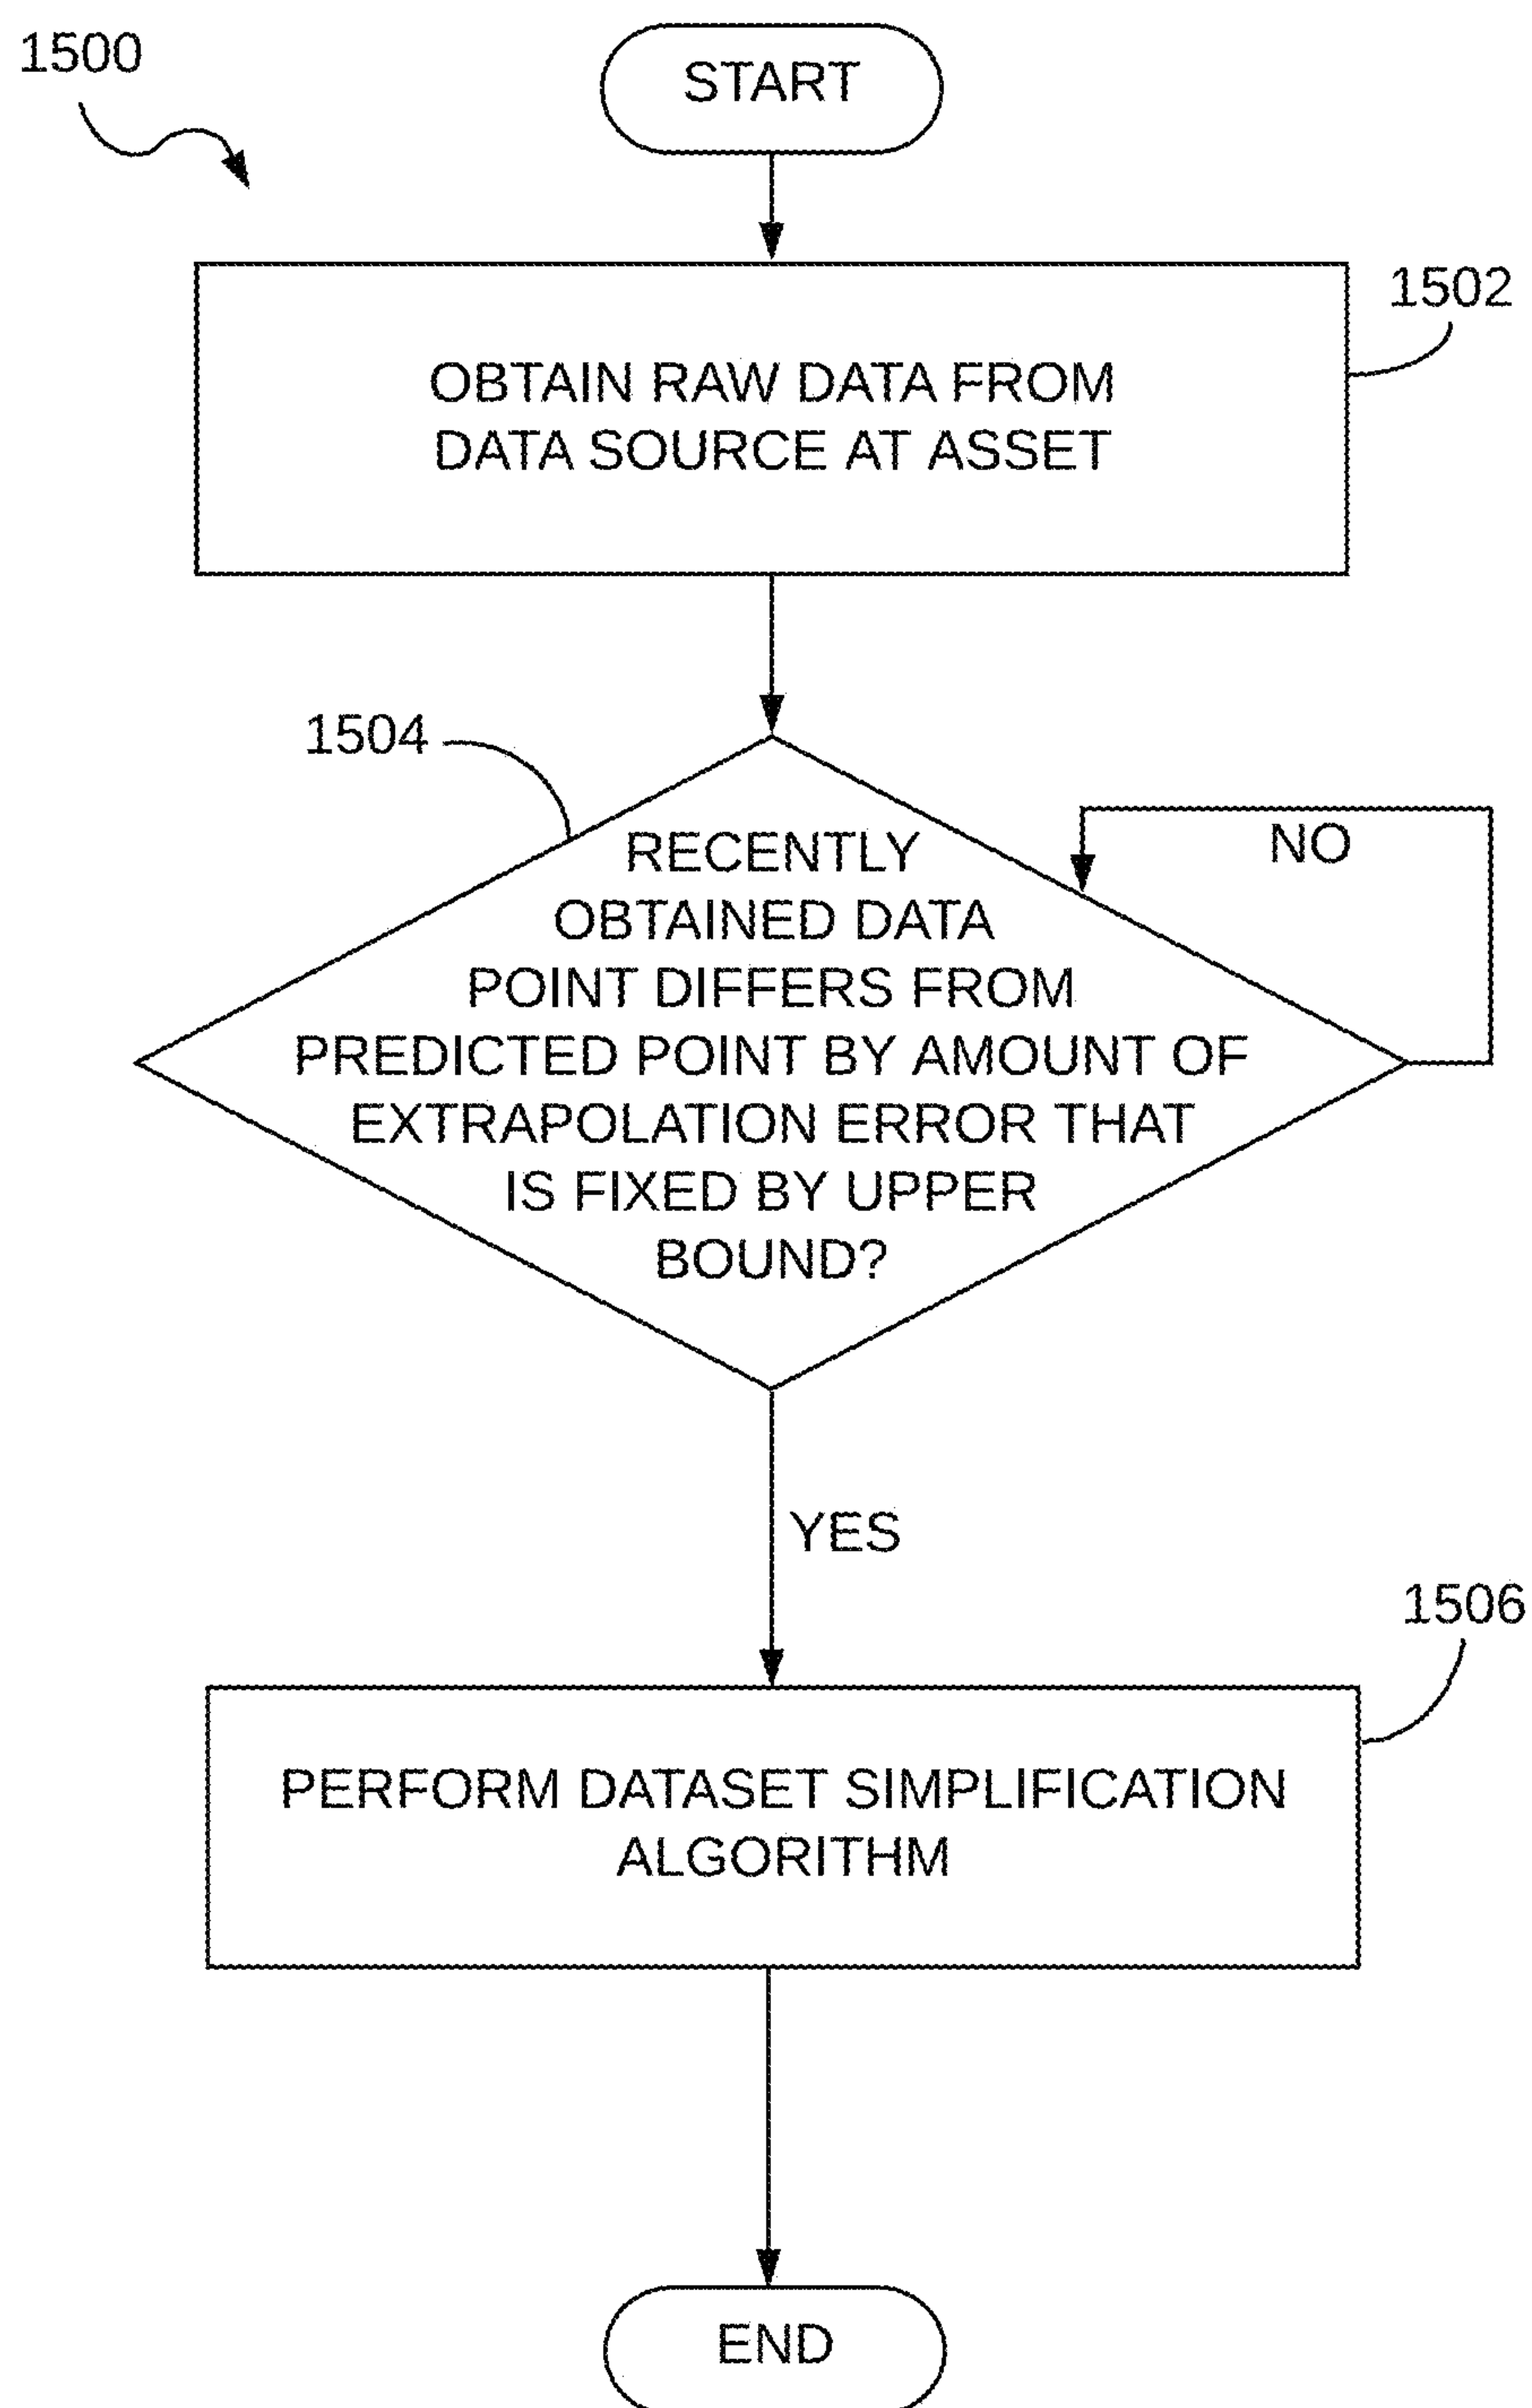 1500
START
1502
OBTAIN RAW DATA FROM
DATA SOURCE AT ASSET
1504
RECENTLY
OBTAINED DATA
POINT DIFFERS FROM
PREDICTED POINT BY AMOUNT OF
EXTRAPOLATION ERROR THAT
IS FIXED BY UPPER
BOUND?
NO
YES
1506
PERFORM DATASET SIMPLIFICATION
ALGORITHM
END